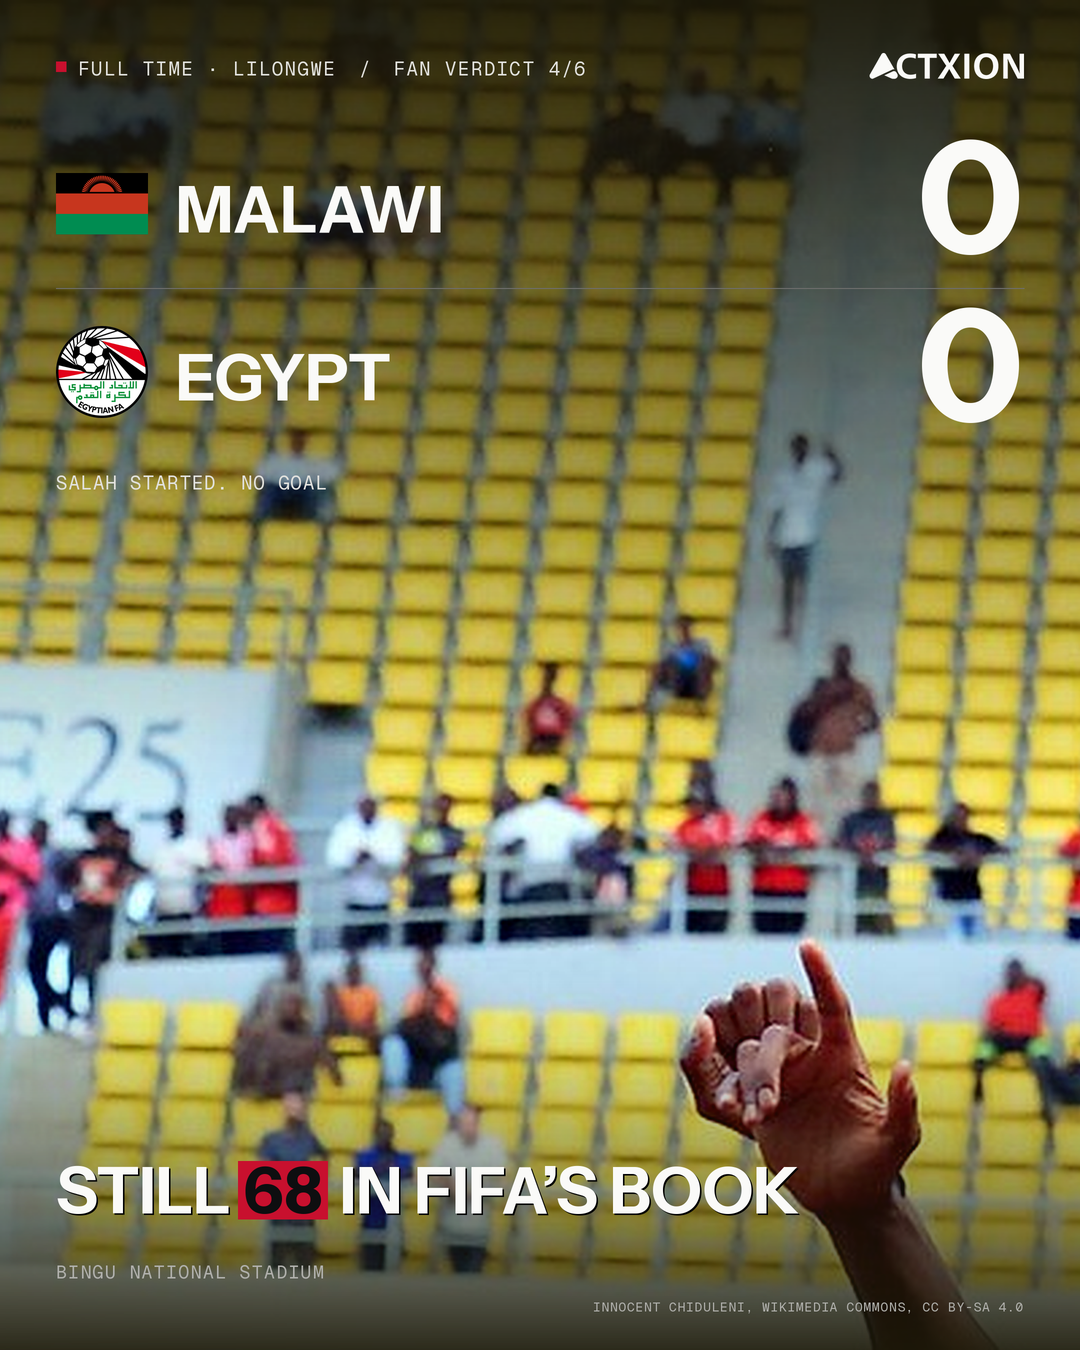 FULL TIME · LILONGWE / FAN VERDICT 4/6
ACTXION
MALAWI 0
EGYPT 0
الاتحاد المصري
لكرة القدم
EGYPTIAN FA
SALAH STARTED. NO GOAL
E25
STILL 68 IN FIFA’S BOOK
BINGU NATIONAL STADIUM
INNOCENT CHIDULENI, WIKIMEDIA COMMONS, CC BY-SA 4.0